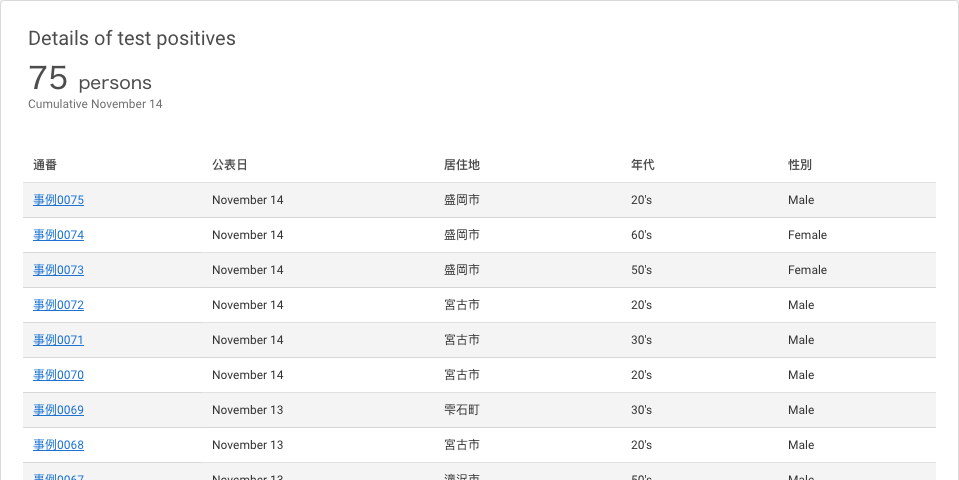 Details of test positives
75 persons
Cumulative November 14
通番 公表日 居住地 年代 性別
事例0075 November 14 盛岡市 20's Male
事例0074 November 14 盛岡市 60's Female
事例0073 November 14 盛岡市 50's Female
事例0072 November 14 宮古市 20's Male
事例0071 November 14 宮古市 30's Male
事例0070 November 14 宮古市 20's Male
事例0069 November 13 雫石町 30's Male
事例0068 November 13 宮古市 20's Male
事例0067 November 13 滝沢市 50's Male